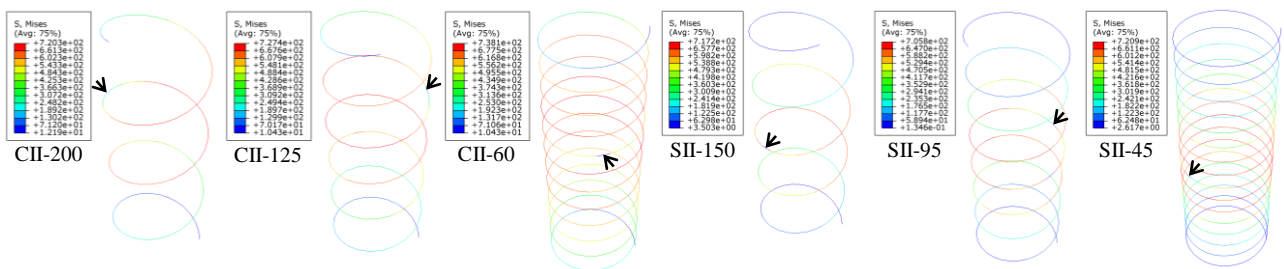 S, Mises
(Avg: 75%)
+7.203e+02
+6.613e+02
+6.023e+02
+5.433e+02
+4.843e+02
+4.253e+02
+3.663e+02
+3.072e+02
+2.482e+02
+1.892e+02
+1.302e+02
+7.120e+01
+1.219e+01
CII-200
S, Mises
(Avg: 75%)
+7.274e+02
+6.676e+02
+6.079e+02
+5.481e+02
+4.884e+02
+4.286e+02
+3.689e+02
+3.092e+02
+2.494e+02
+1.897e+02
+1.299e+02
+7.017e+01
+1.043e+01
CII-125
S, Mises
(Avg: 75%)
+7.381e+02
+6.775e+02
+6.168e+02
+5.562e+02
+4.955e+02
+4.349e+02
+3.743e+02
+3.136e+02
+2.530e+02
+1.923e+02
+1.317e+02
+7.106e+01
+1.043e+01
CII-60
S, Mises
(Avg: 75%)
+7.172e+02
+6.577e+02
+5.982e+02
+5.388e+02
+4.793e+02
+4.198e+02
+3.603e+02
+3.009e+02
+2.414e+02
+1.819e+02
+1.225e+02
+6.298e+01
+3.503e+00
SII-150
S, Mises
(Avg: 75%)
+7.058e+02
+6.470e+02
+5.882e+02
+5.294e+02
+4.705e+02
+4.117e+02
+3.529e+02
+2.941e+02
+2.353e+02
+1.765e+02
+1.177e+02
+5.894e+01
+1.346e-01
SII-95
S, Mises
(Avg: 75%)
+7.209e+02
+6.611e+02
+6.012e+02
+5.414e+02
+4.815e+02
+4.216e+02
+3.618e+02
+3.019e+02
+2.421e+02
+1.822e+02
+1.223e+02
+6.248e+01
+2.617e+00
SII-45